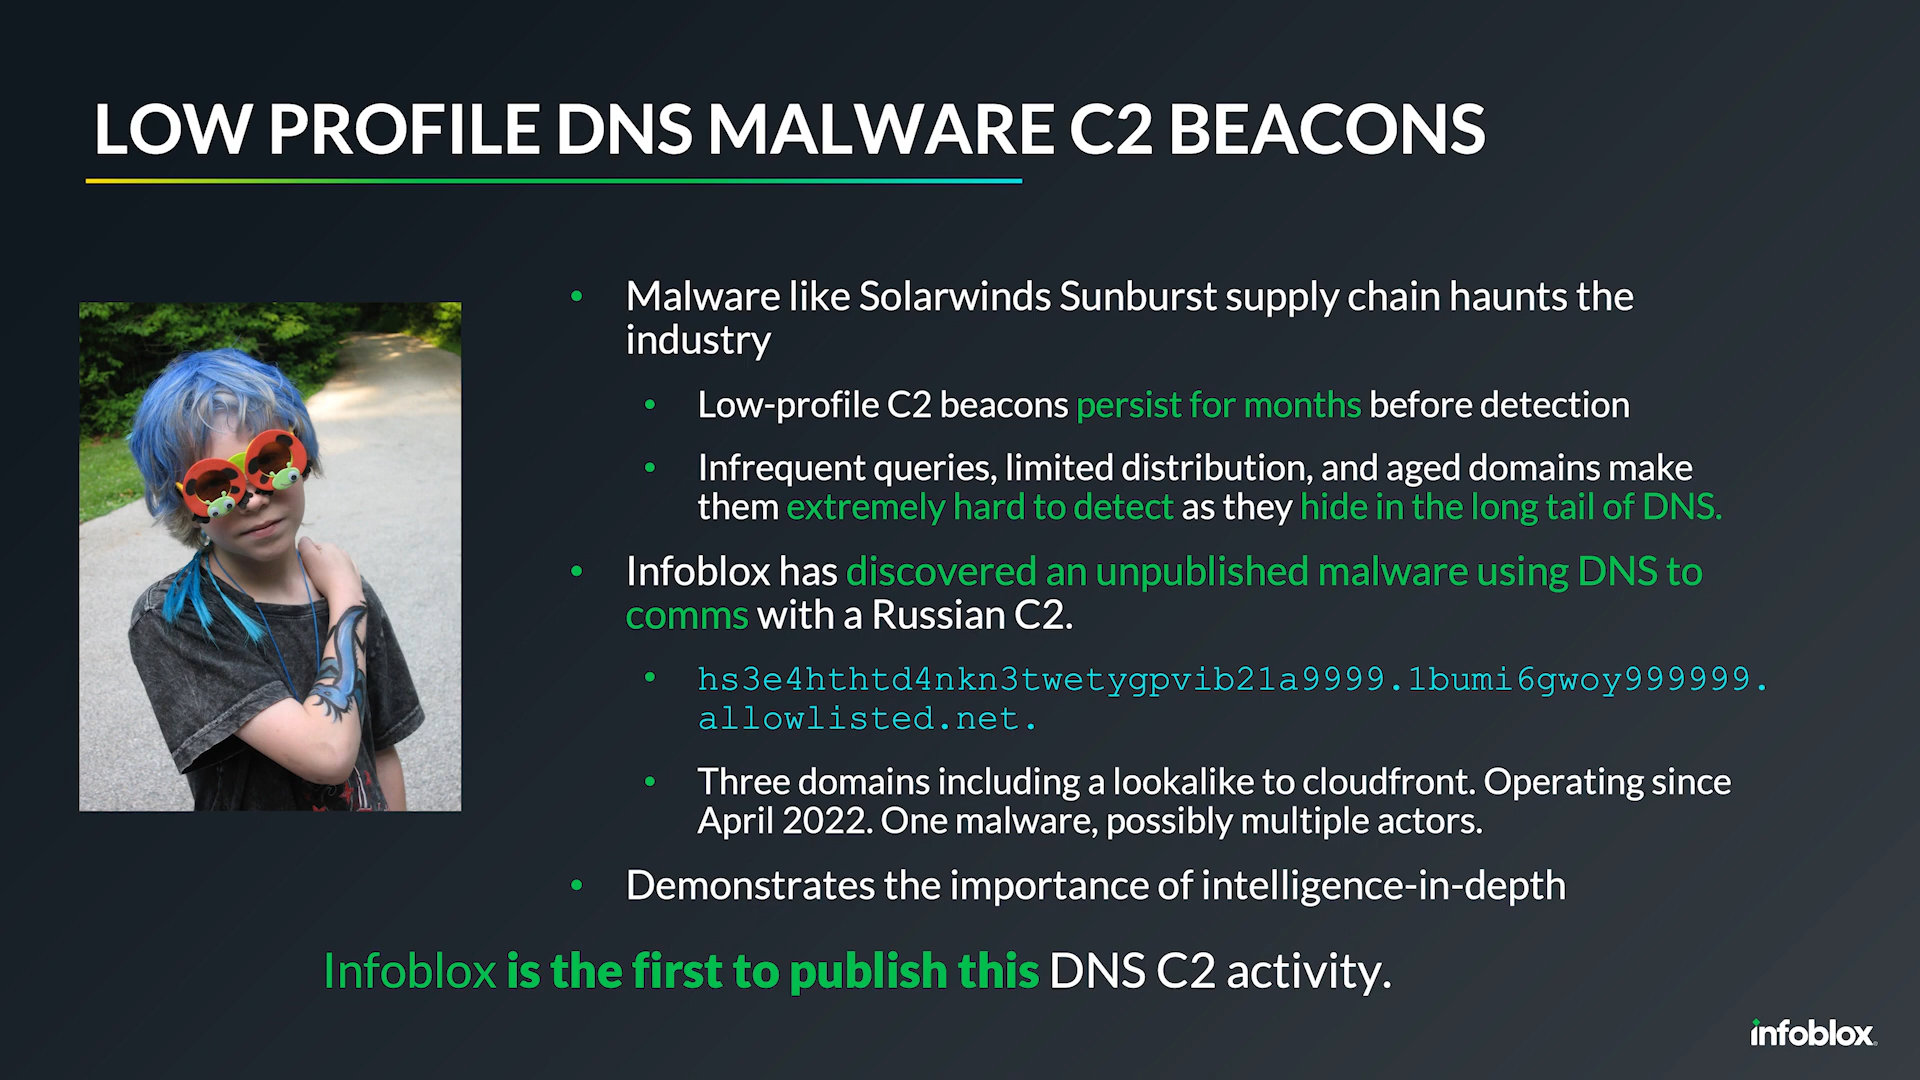 LOW PROFILE DNS MALWARE C2 BEACONS
• Malware like Solarwinds Sunburst supply chain haunts the
industry
• Low-profile C2 beacons persist for months before detection
• Infrequent queries, limited distribution, and aged domains make
them extremely hard to detect as they hide in the long tail of DNS.
• Infoblox has discovered an unpublished malware using DNS to
comms with a Russian C2.
• hs3e4hthtd4nkn3twetygpvib21a9999.1bumi6gwoy999999.
allowlisted.net.
• Three domains including a lookalike to cloudfront. Operating since
April 2022. One malware, possibly multiple actors.
• Demonstrates the importance of intelligence-in-depth
Infoblox is the first to publish this DNS C2 activity.
infoblox